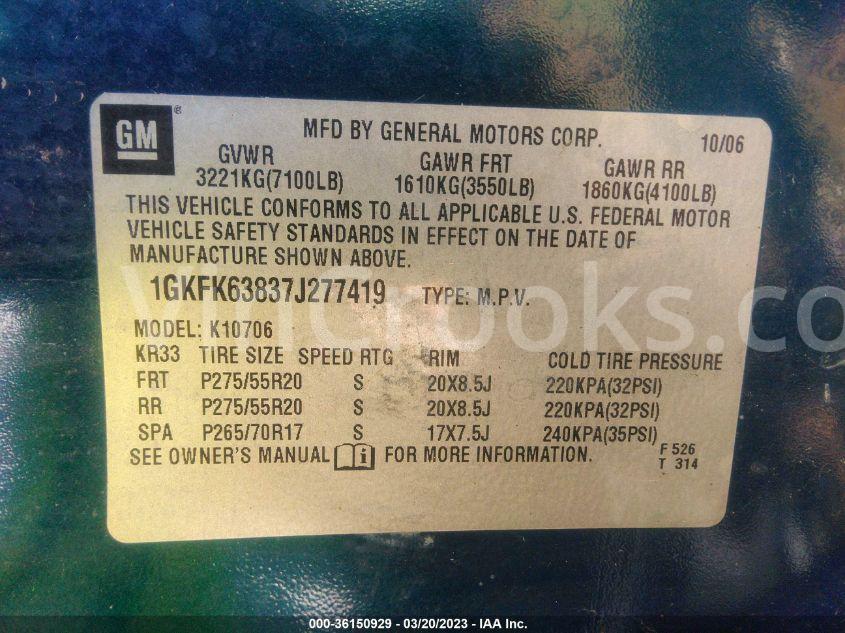 GM ®
MFD BY GENERAL MOTORS CORP. 10/06
GVWR GAWR FRT GAWR RR
3221KG(7100LB) 1610KG(3550LB) 1860KG(4100LB)
THIS VEHICLE CONFORMS TO ALL APPLICABLE U.S. FEDERAL MOTOR
VEHICLE SAFETY STANDARDS IN EFFECT ON THE DATE OF
MANUFACTURE SHOWN ABOVE.
1GKFK63837J277419 TYPE: M.P.V.
VinCrooks.co
MODEL: K10706
KR33 TIRE SIZE SPEED RTG RIM COLD TIRE PRESSURE
FRT P275/55R20 S 20X8.5J 220KPA(32PSI)
RR P275/55R20 S 20X8.5J 220KPA(32PSI)
SPA P265/70R17 S 17X7.5J 240KPA(35PSI)
SEE OWNER'S MANUAL i FOR MORE INFORMATION. F 526
T 314
000-36150929 / 03/20/2023 - IAA Inc.